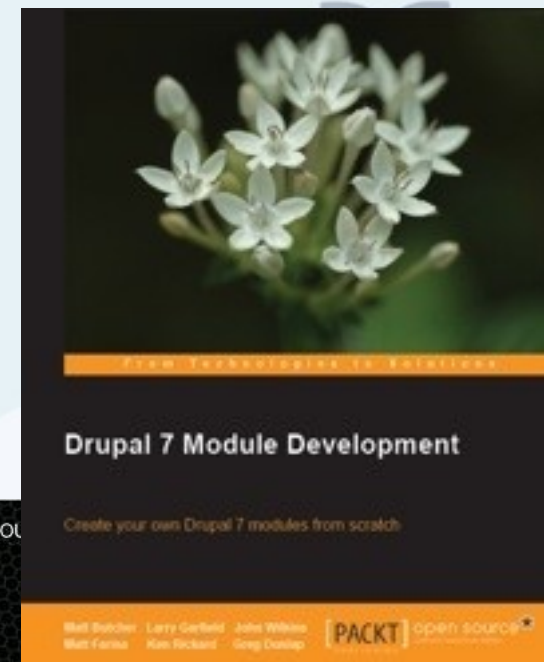 From Technologies to Solutions
Drupal 7 Module Development
Create your own Drupal 7 modules from scratch
Matt Butcher Larry Garfield John Wilkins
Matt Farina Ken Rickard Greg Dunlap
[PACKT] open source*
ou